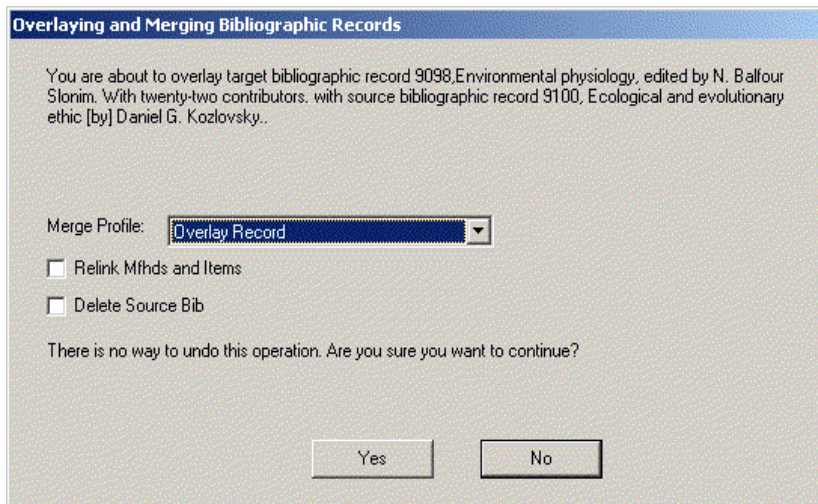 Overlaying and Merging Bibliographic Records
You are about to overlay target bibliographic record 9098,Environmental physiology, edited by N. Balfour
Slonim. With twenty-two contributors. with source bibliographic record 9100, Ecological and evolutionary
ethic [by] Daniel G. Kozlovsky..
Merge Profile: Overlay Record
Relink Mfhds and Items
Delete Source Bib
There is no way to undo this operation. Are you sure you want to continue?
Yes No